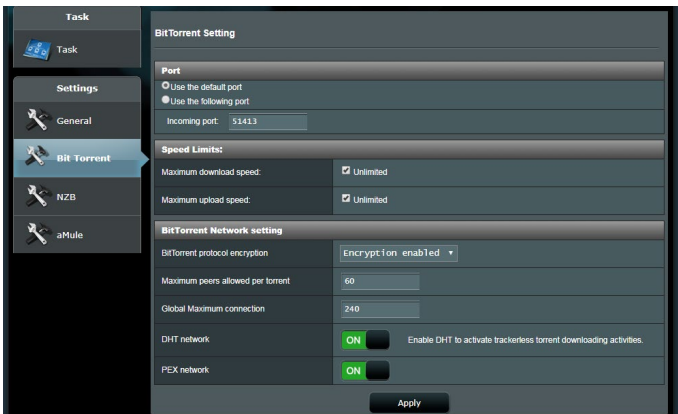 Task
Task
Settings
General
Bit Torrent
NZB
aMule
BitTorrent Setting
Port
Use the default port
Use the following port
Incoming port: 51413
Speed Limits:
Maximum download speed: Unlimited
Maximum upload speed: Unlimited
BitTorrent Network setting
BitTorrent protocol encryption Encryption enabled
Maximum peers allowed per torrent 60
Global Maximum connection 240
DHT network ON Enable DHT to activate trackerless torrent downloading activities.
PEX network ON
Apply